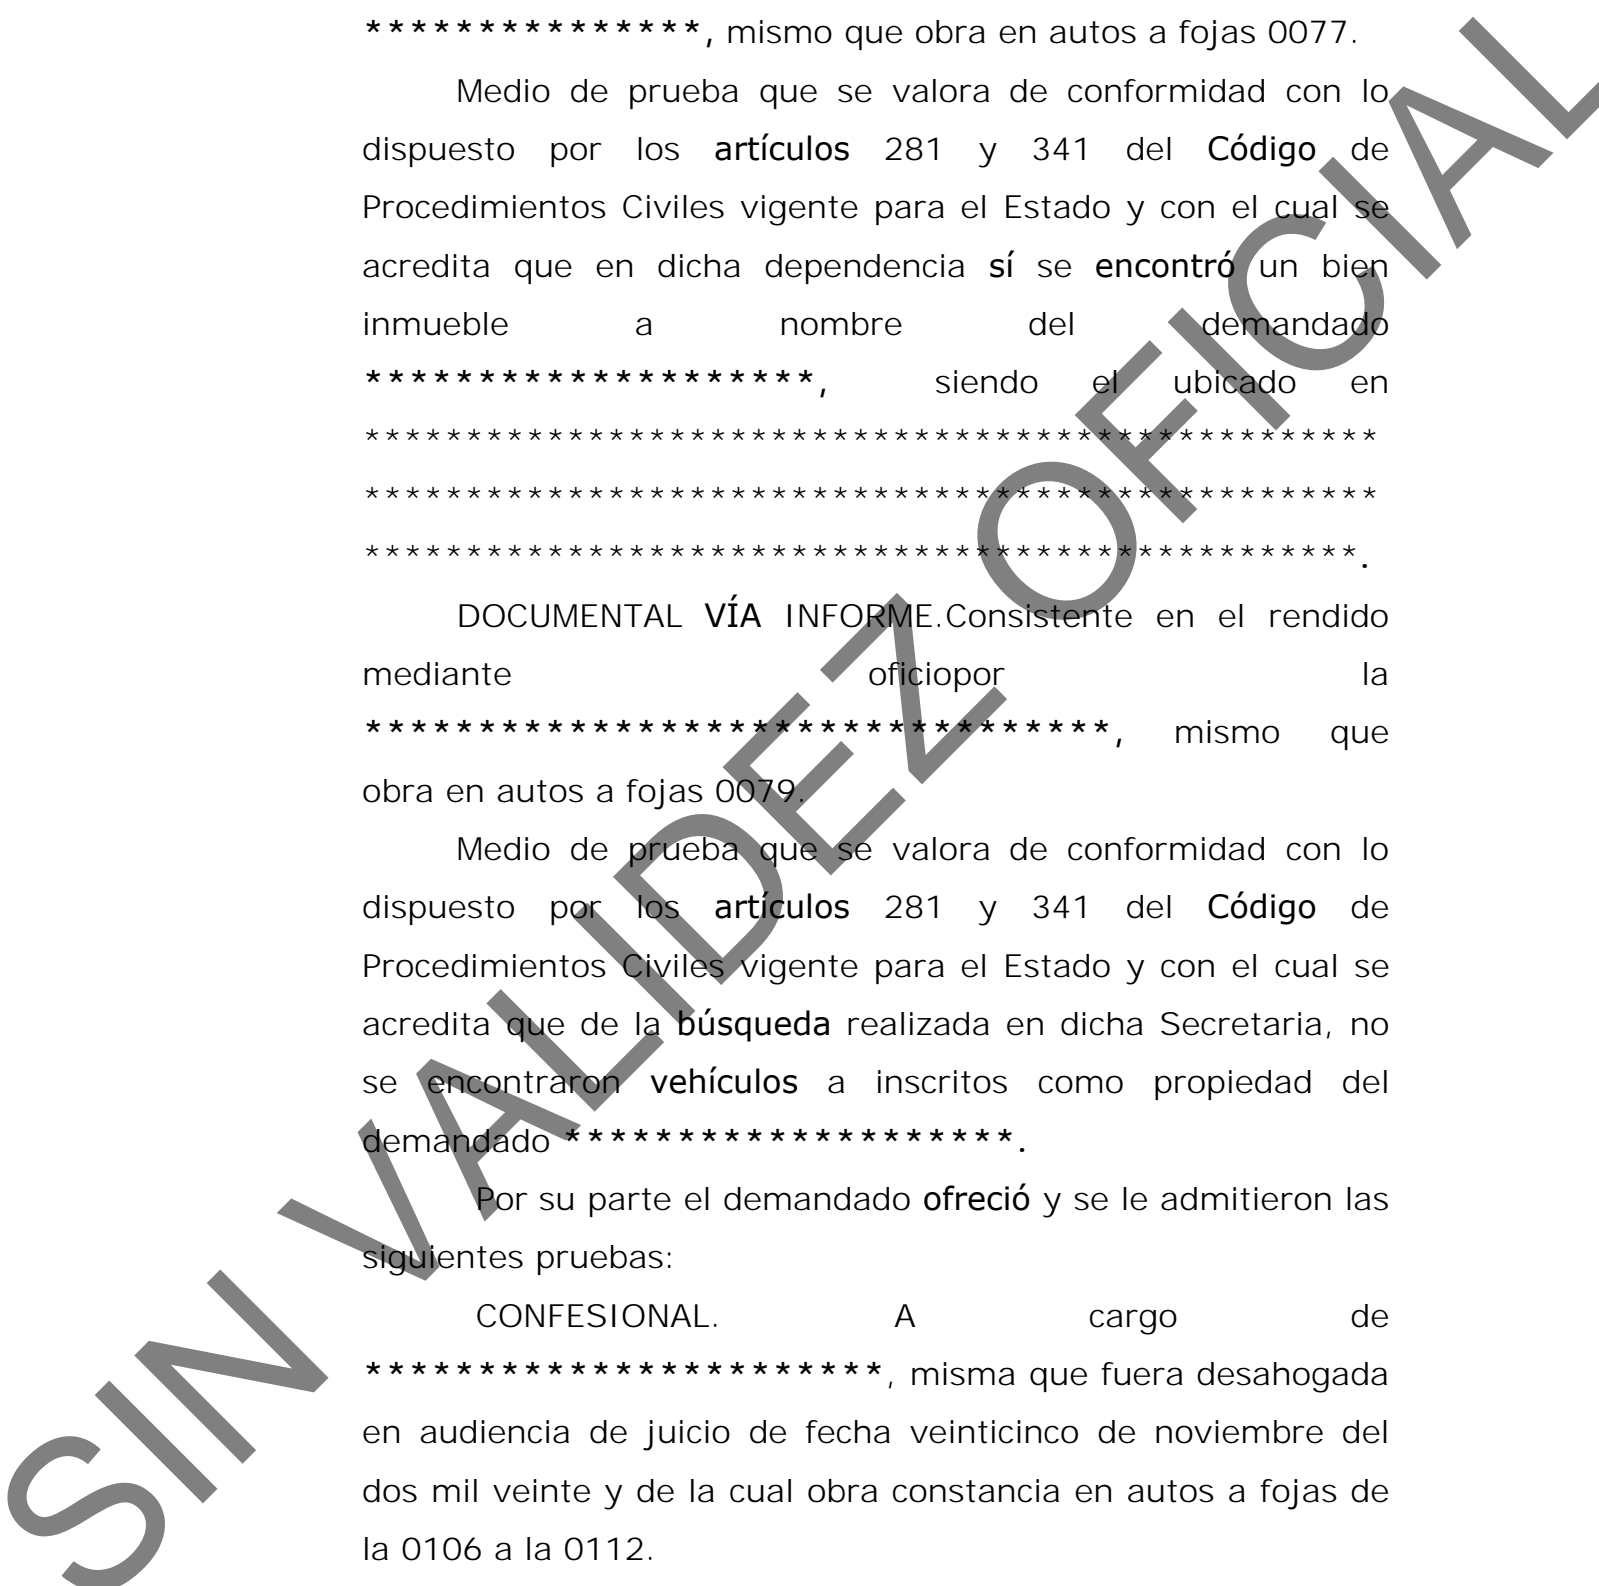 ***************, mismo que obra en autos a fojas 0077.
Medio de prueba que se valora de conformidad con lo
dispuesto por los artículos 281 y 341 del Código de
Procedimientos Civiles vigente para el Estado y con el cual se
acredita que en dicha dependencia sí se encontró un bien
inmueble a nombre del demandado
********************, siendo el ubicado en
**************************************************
**************************************************
*************************************************.
DOCUMENTAL VÍA INFORME.Consistente en el rendido
mediante oficiopor la
*********************************, mismo que
obra en autos a fojas 0079.
Medio de prueba que se valora de conformidad con lo
dispuesto por los artículos 281 y 341 del Código de
Procedimientos Civiles vigente para el Estado y con el cual se
acredita que de la búsqueda realizada en dicha Secretaria, no
se encontraron vehículos a inscritos como propiedad del
demandado ********************.
Por su parte el demandado ofreció y se le admitieron las
siguientes pruebas:
CONFESIONAL. A cargo de
***********************, misma que fuera desahogada
en audiencia de juicio de fecha veinticinco de noviembre del
dos mil veinte y de la cual obra constancia en autos a fojas de
la 0106 a la 0112.
SIN VALIDEZ OFICIAL